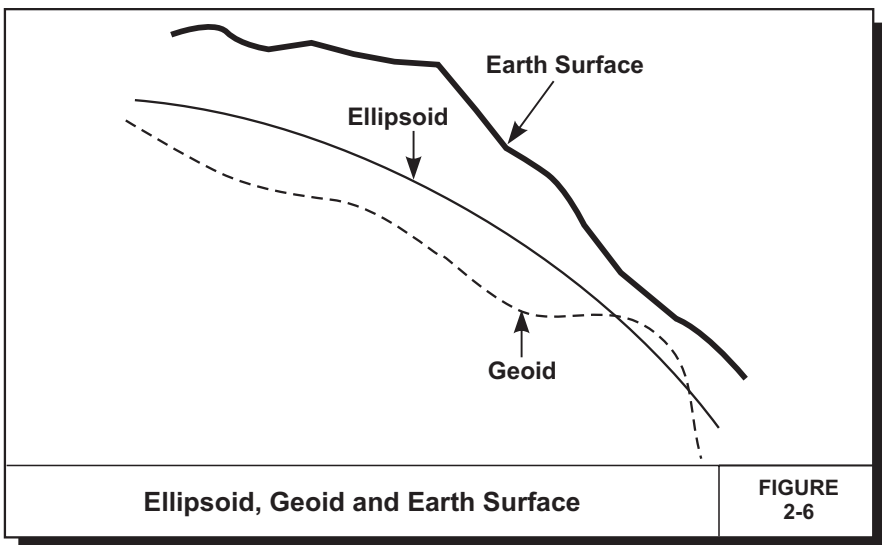 Earth Surface
Ellipsoid
Geoid
Ellipsoid, Geoid and Earth Surface
FIGURE
2-6